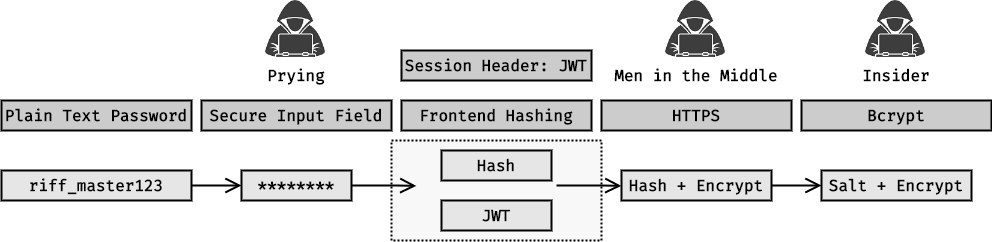 Prying
Session Header: JWT
Men in the Middle
Insider
Plain Text Password
Secure Input Field
Frontend Hashing
HTTPS
Bcrypt
riff_master123
********
Hash
JWT
Hash + Encrypt
Salt + Encrypt